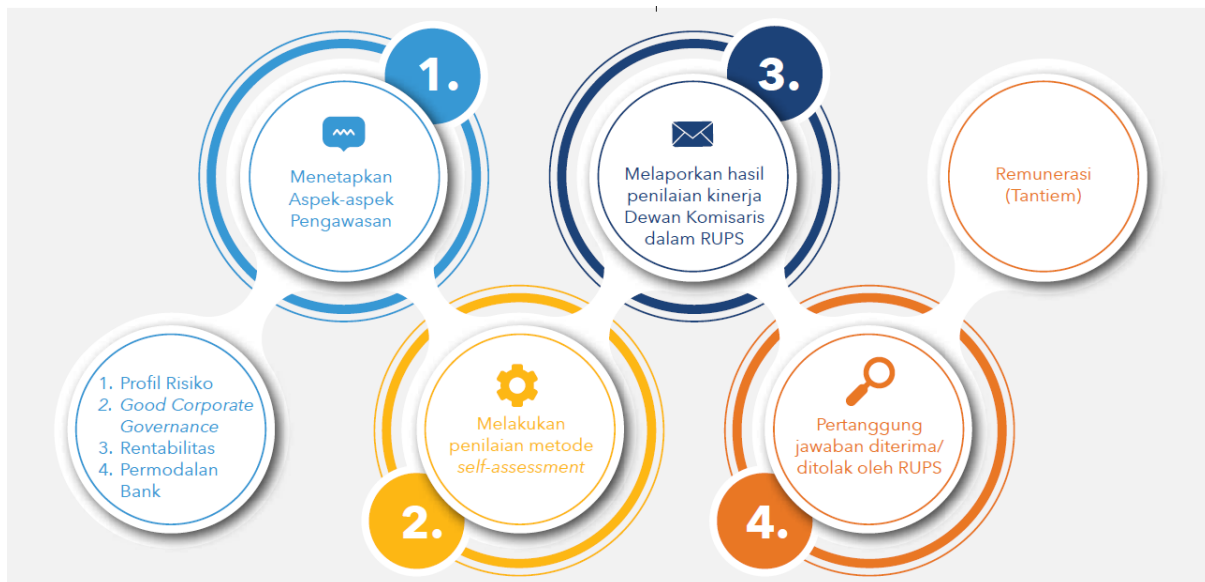 1.
Menetapkan
Aspek-aspek
Pengawasan
1. Profil Risiko
2. Good Corporate
Governance
3. Rentabilitas
4. Permodalan
Bank
2.
Melakukan
penilaian metode
self-assessment
3.
Melaporkan hasil
penilaian kinerja
Dewan Komisaris
dalam RUPS
4.
Pertanggung
jawaban diterima/
ditolak oleh RUPS
Remunerasi
(Tantiem)